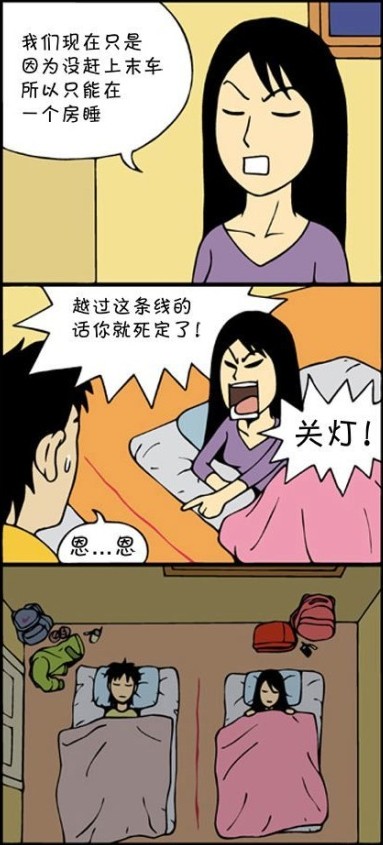 我们现在只是
因为没赶上末车
所以只能在
一个房睡
越过这条线的
话你就死定了!
关灯!
恩...恩